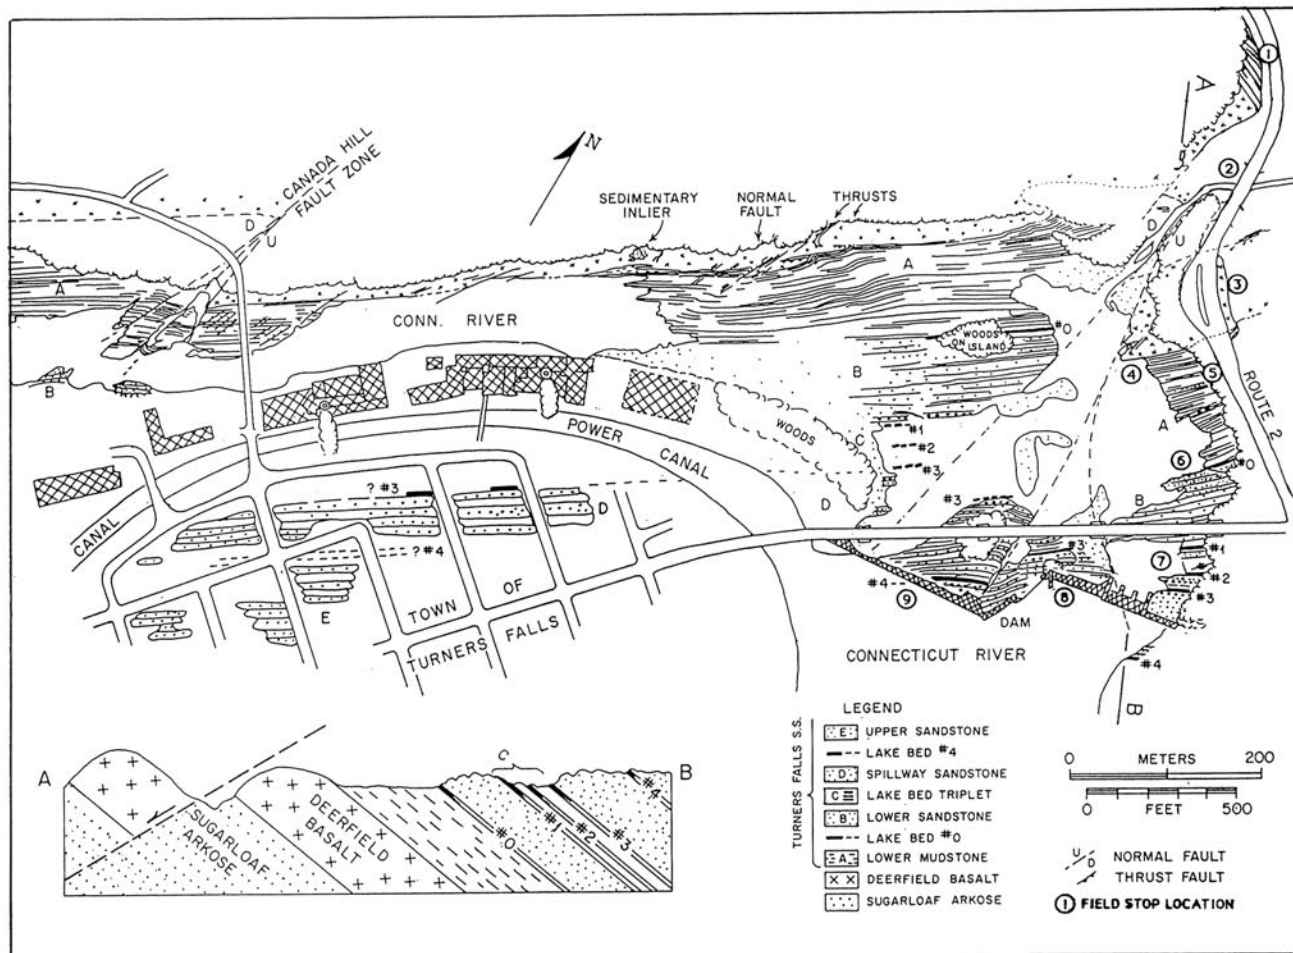 1
A
2
CANADA HILL
FAULT ZONE
N
D
U
SEDIMENTARY
INLIER
NORMAL
FAULT
THRUSTS
D
U
A
A
3
CONN. RIVER
WOODS
ON
ISLAND
#0
B
B
4
5
ROUTE 2
A
WOODS
POWER
CANAL
C
#1
#2
#3
6
#0
CANAL
? #3
D
D
#3
B
? #4
#3
7
#1
#2
#3
E
TOWN OF
TURNERS FALLS
#4
9
8
DAM
CONNECTICUT RIVER
#4
B
A
B
C
SUGARLOAF
ARKOSE
DEERFIELD
BASALT
#0
#1
#2
#3
#4
LEGEND
TURNERS FALLS S.S.
E UPPER SANDSTONE
LAKE BED #4
D SPILLWAY SANDSTONE
C LAKE BED TRIPLET
B LOWER SANDSTONE
LAKE BED #0
A LOWER MUDSTONE
DEERFIELD BASALT
SUGARLOAF ARKOSE
0 METERS 200
0 FEET 500
U
D NORMAL FAULT
THRUST FAULT
1 FIELD STOP LOCATION